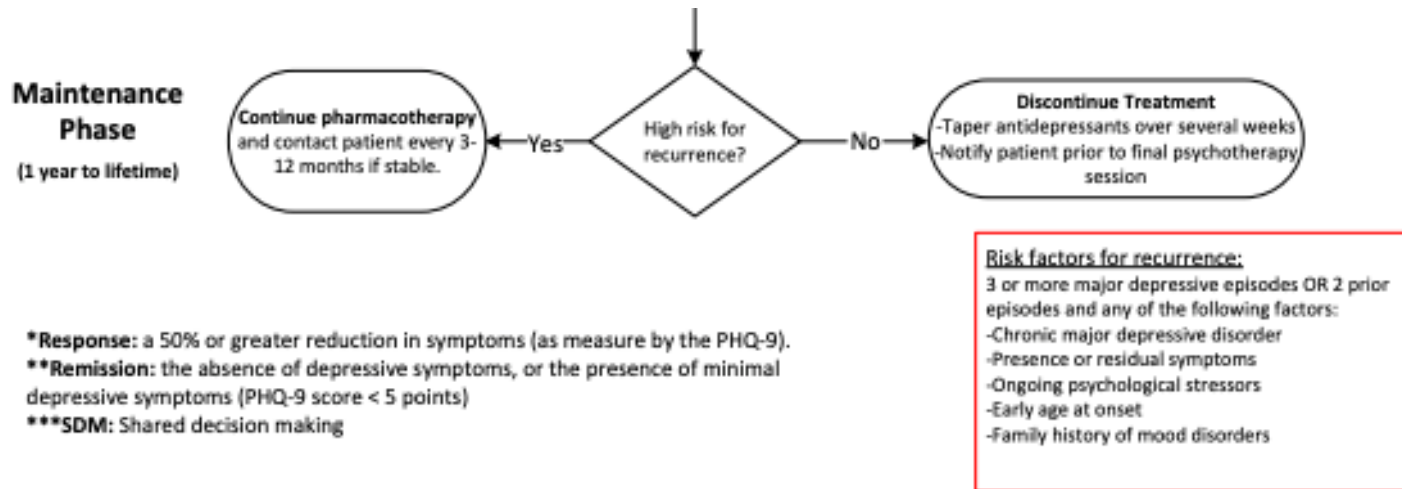 Maintenance
Phase
(1 year to lifetime)
Continue pharmacotherapy
and contact patient every 3-
12 months if stable.
Yes
High risk for
recurrence?
No
Discontinue Treatment
-Taper antidepressants over several weeks
-Notify patient prior to final psychotherapy
session
Risk factors for recurrence:
3 or more major depressive episodes OR 2 prior
episodes and any of the following factors:
-Chronic major depressive disorder
-Presence or residual symptoms
-Ongoing psychological stressors
-Early age at onset
-Family history of mood disorders
*Response: a 50% or greater reduction in symptoms (as measure by the PHQ-9).
**Remission: the absence of depressive symptoms, or the presence of minimal
depressive symptoms (PHQ-9 score < 5 points)
***SDM: Shared decision making